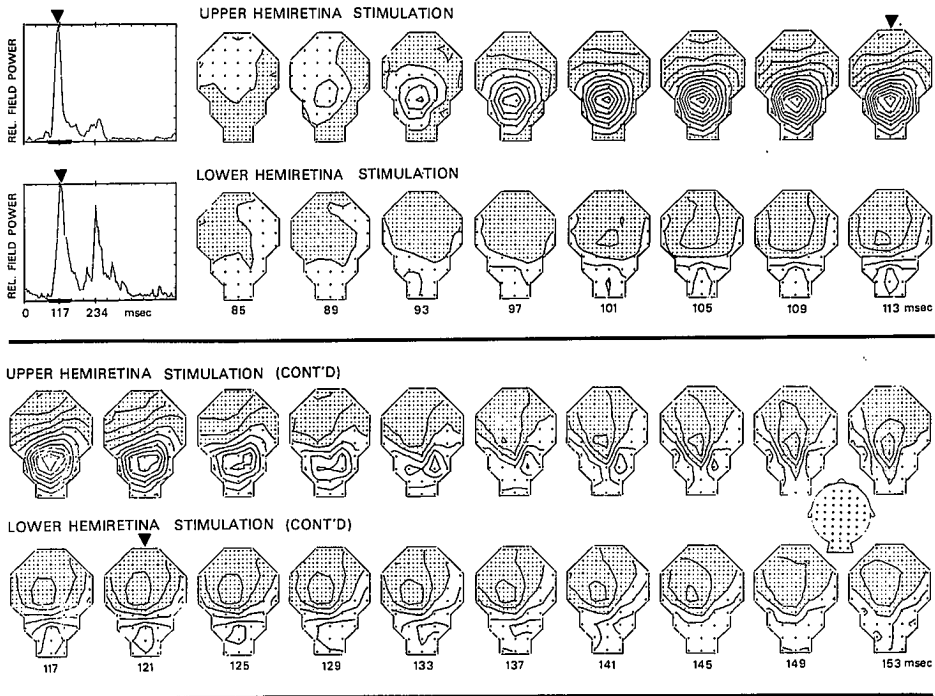 UPPER HEMIRETINA STIMULATION
REL. FIELD POWER
LOWER HEMIRETINA STIMULATION
REL. FIELD POWER
0 117 234 msec
85 89 93 97 101 105 109 113 msec
UPPER HEMIRETINA STIMULATION (CONT'D)
LOWER HEMIRETINA STIMULATION (CONT'D)
117 121 125 129 133 137 141 145 149 153 msec